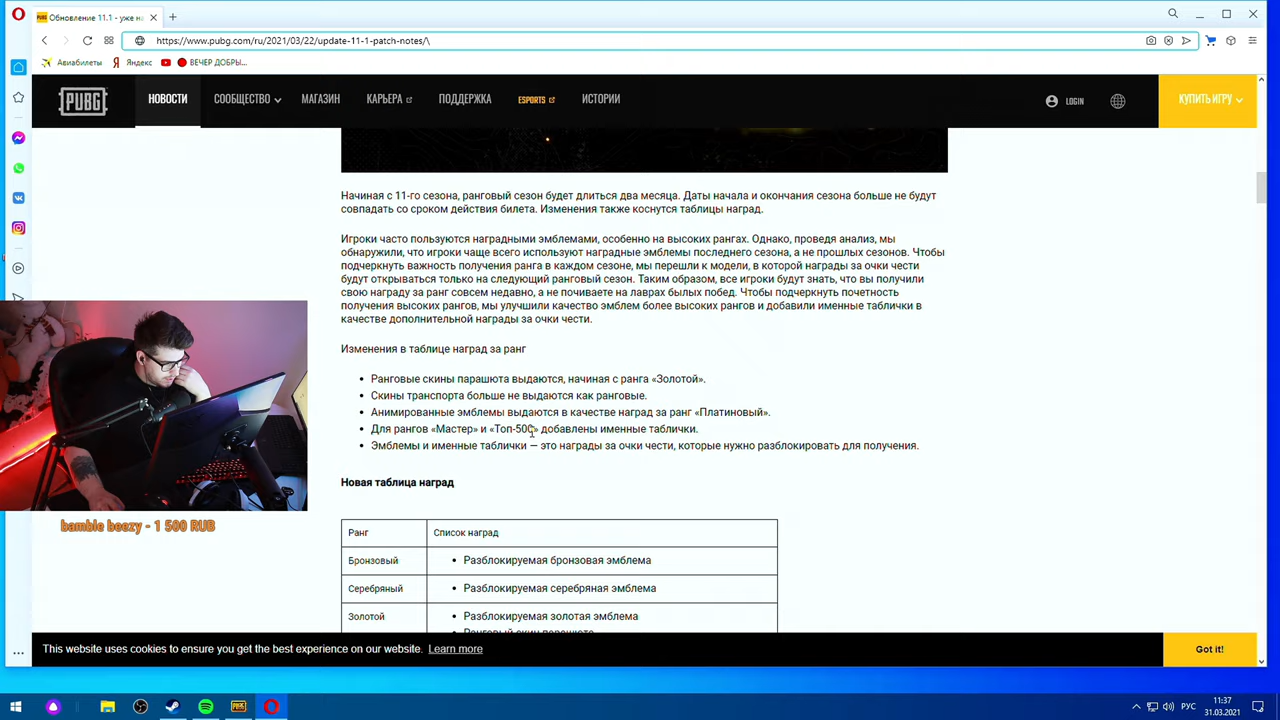 Обновление 11.1 - уже на
https://www.pubg.com/ru/2021/03/22/update-11-1-patch-notes/\
Авиабилеты
Яндекс
ВЕЧЕР ДОБРЫ...
PUBG
НОВОСТИ
СООБЩЕСТВО
МАГАЗИН
КАРЬЕРА
ПОДДЕРЖКА
ESPORTS
ИСТОРИИ
LOGIN
КУПИТЬ ИГРУ
Начиная с 11-го сезона, ранговый сезон будет длиться два месяца. Даты начала и окончания сезона больше не будут
совпадать со сроком действия билета. Изменения также коснутся таблицы наград.
Игроки часто пользуются наградными эмблемами, особенно на высоких рангах. Однако, проведя анализ, мы
обнаружили, что игроки чаще всего используют наградные эмблемы последнего сезона, а не прошлых сезонов. Чтобы
подчеркнуть важность получения ранга в каждом сезоне, мы перешли к модели, в которой награды за очки чести
будут открываться только на следующий ранговый сезон. Таким образом, все игроки будут знать, что вы получили
свою награду за ранг совсем недавно, а не почиваете на лаврах былых побед. Чтобы подчеркнуть почетность
получения высоких рангов, мы улучшили качество эмблем более высоких рангов и добавили именные таблички в
качестве дополнительной награды за очки чести.
Изменения в таблице наград за ранг
• Ранговые скины парашюта выдаются, начиная с ранга «Золотой».
• Скины транспорта больше не выдаются как ранговые.
• Анимированные эмблемы выдаются в качестве наград за ранг «Платиновый».
• Для рангов «Мастер» и «Топ-500» добавлены именные таблички.
• Эмблемы и именные таблички — это награды за очки чести, которые нужно разблокировать для получения.
Новая таблица наград
Ранг
Список наград
Бронзовый
• Разблокируемая бронзовая эмблема
Серебряный
• Разблокируемая серебряная эмблема
Золотой
• Разблокируемая золотая эмблема
• Ранговый скин парашюта
bamble beezy - 1 500 RUB
This website uses cookies to ensure you get the best experience on our website. Learn more
Got it!
РУС
11:37
31.03.2021